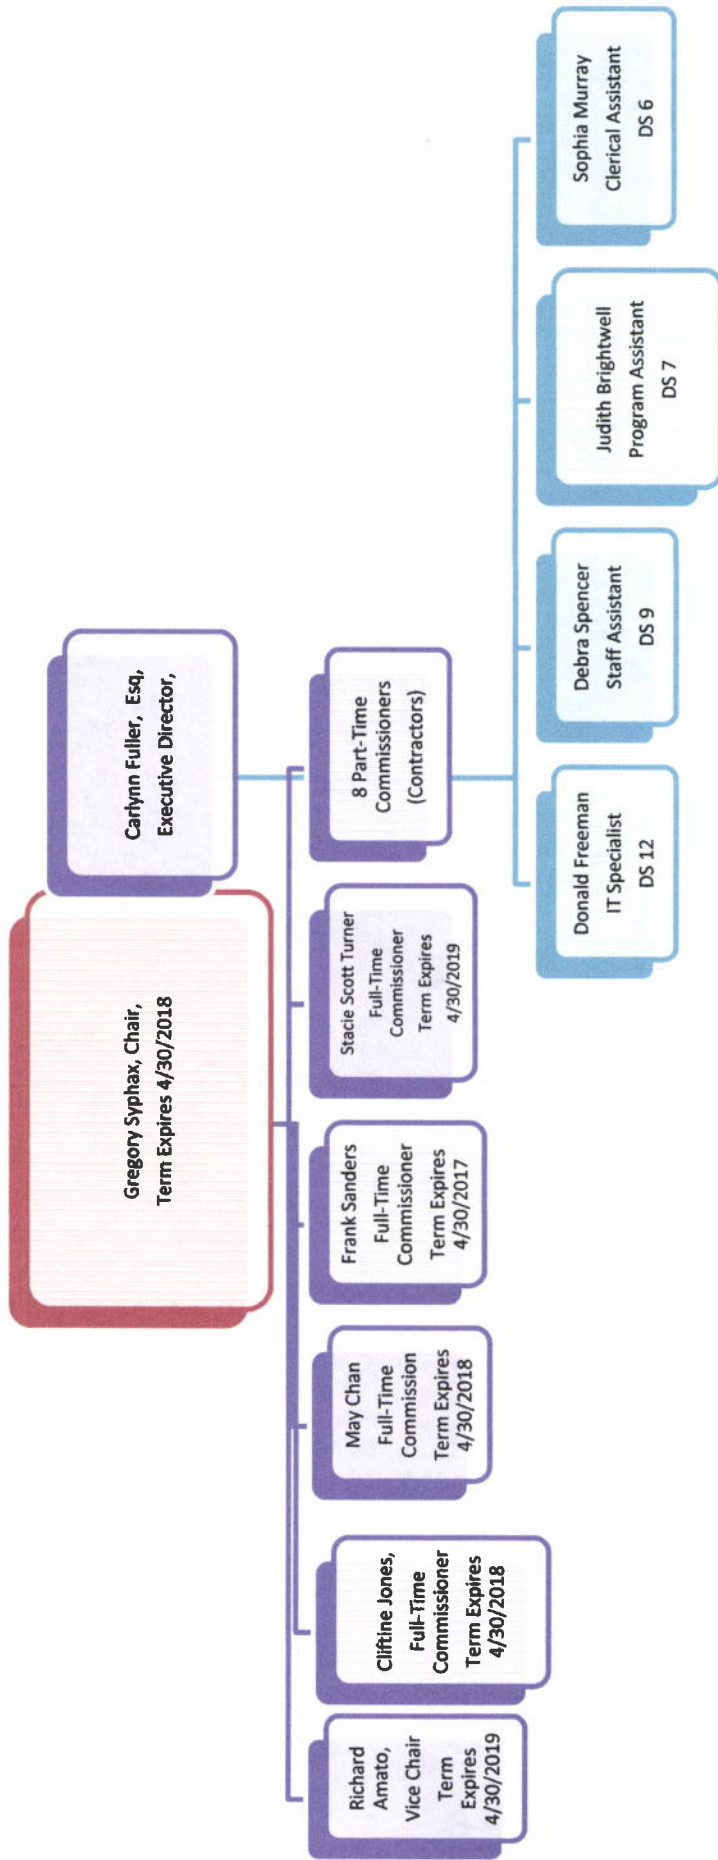 Gregory Syphax, Chair,
Term Expires 4/30/2018
Carlynn Fuller, Esq,
Executive Director,
Richard
Amato,
Vice Chair
Term
Expires
4/30/2019
Cliftine Jones,
Full-Time
Commissioner
Term Expires
4/30/2018
May Chan
Full-Time
Commission
Term Expires
4/30/2018
Frank Sanders
Full-Time
Commissioner
Term Expires
4/30/2017
Stacie Scott Turner
Full-Time
Commissioner
Term Expires
4/30/2019
8 Part-Time
Commissioners
(Contractors)
Donald Freeman
IT Specialist
DS 12
Debra Spencer
Staff Assistant
DS 9
Judith Brightwell
Program Assistant
DS 7
Sophia Murray
Clerical Assistant
DS 6